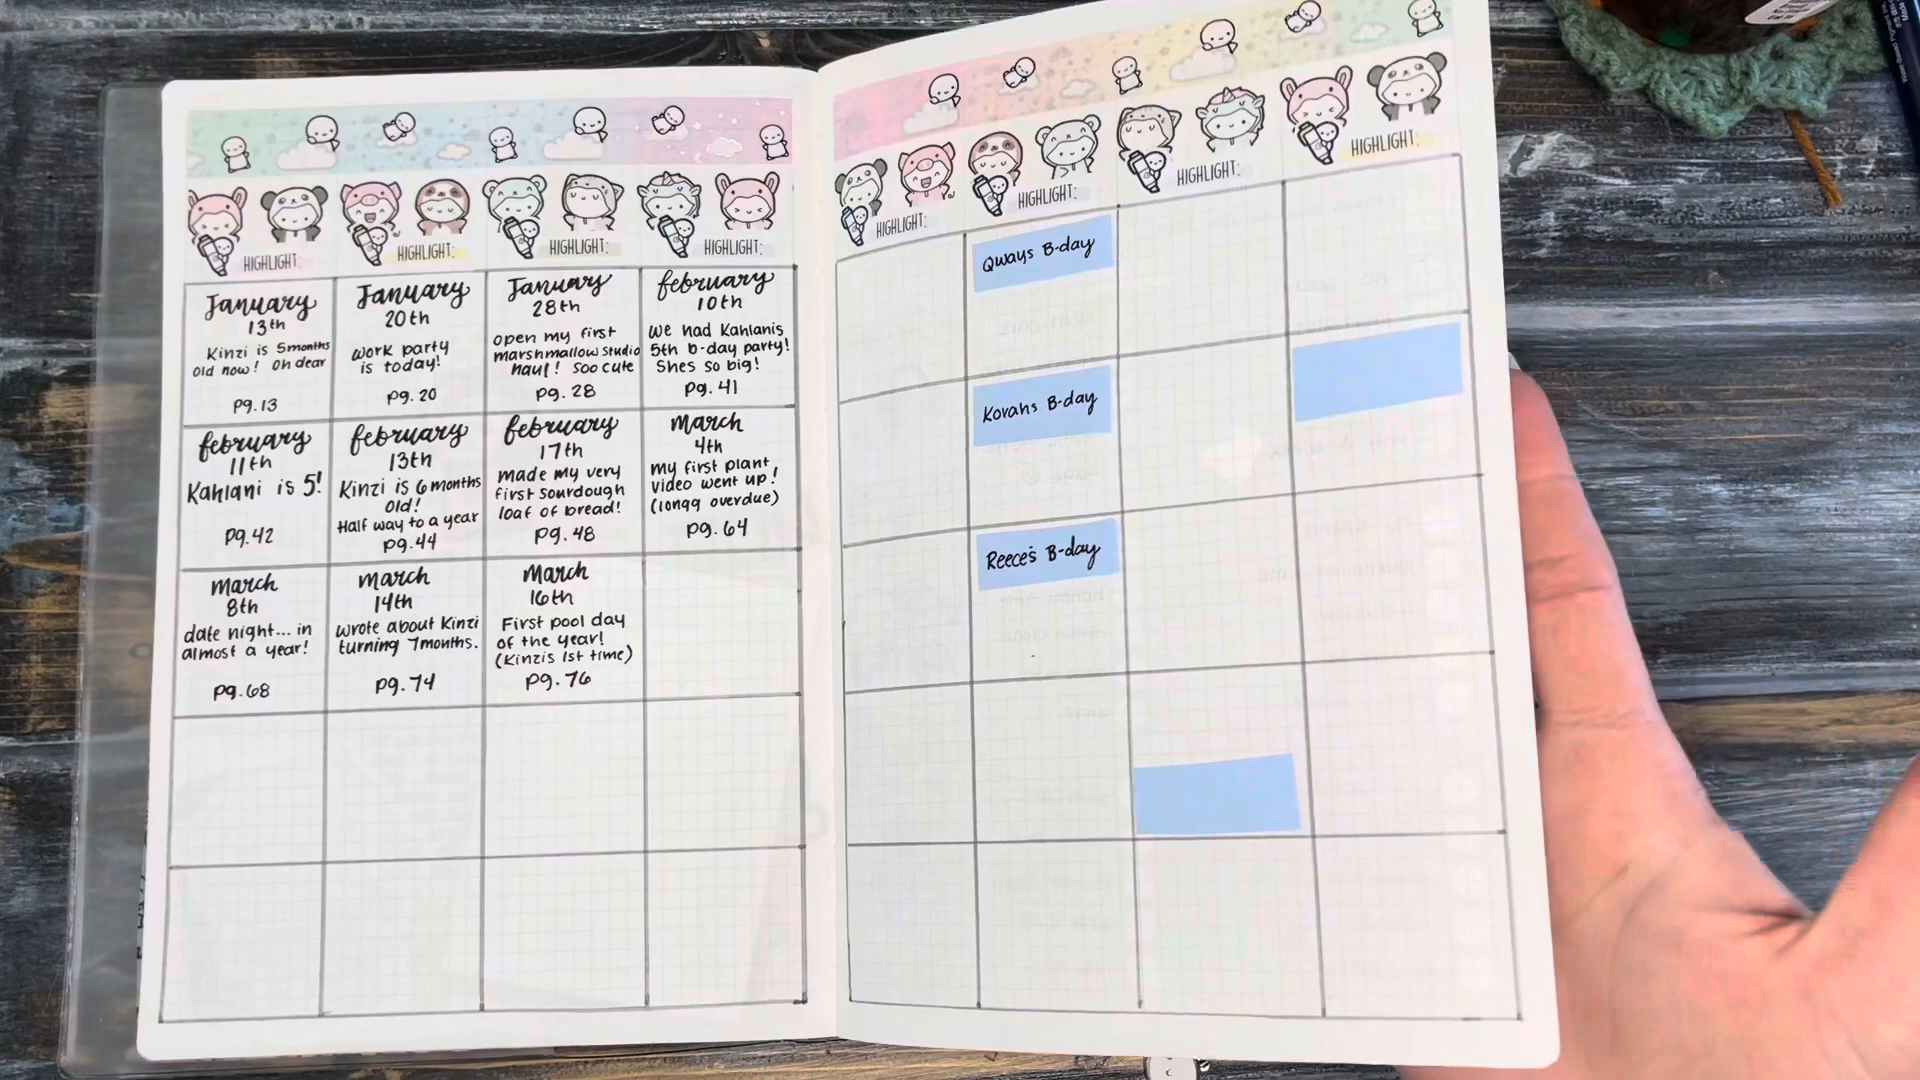 HIGHLIGHT:
HIGHLIGHT:
HIGHLIGHT:
HIGHLIGHT:
January
13th
Kinzi is 5months
old now! Oh dear
pg.13
January
20th
work party
is today!
pg.20
January
28th
open my first
marshmallow studio
haul! soo cute
pg.28
february
10th
we had Kahlanis
5th b-day party!
Shes so big!
pg.41
february
11th
Kahlani is 5!
pg.42
february
13th
Kinzi is 6months
old!
Half way to a year
pg.44
february
17th
made my very
first sourdough
loaf of bread!
pg.48
March
4th
my first plant
video went up!
(longg overdue)
pg.64
march
8th
date night... in
almost a year!
pg.68
march
14th
wrote about Kinzi
turning 7months.
pg.74
March
16th
First pool day
of the year!
(Kinzis 1st time)
pg.76
HIGHLIGHT:
HIGHLIGHT:
HIGHLIGHT:
HIGHLIGHT:
Qways B-day
Korahs B-day
Reece's B-day